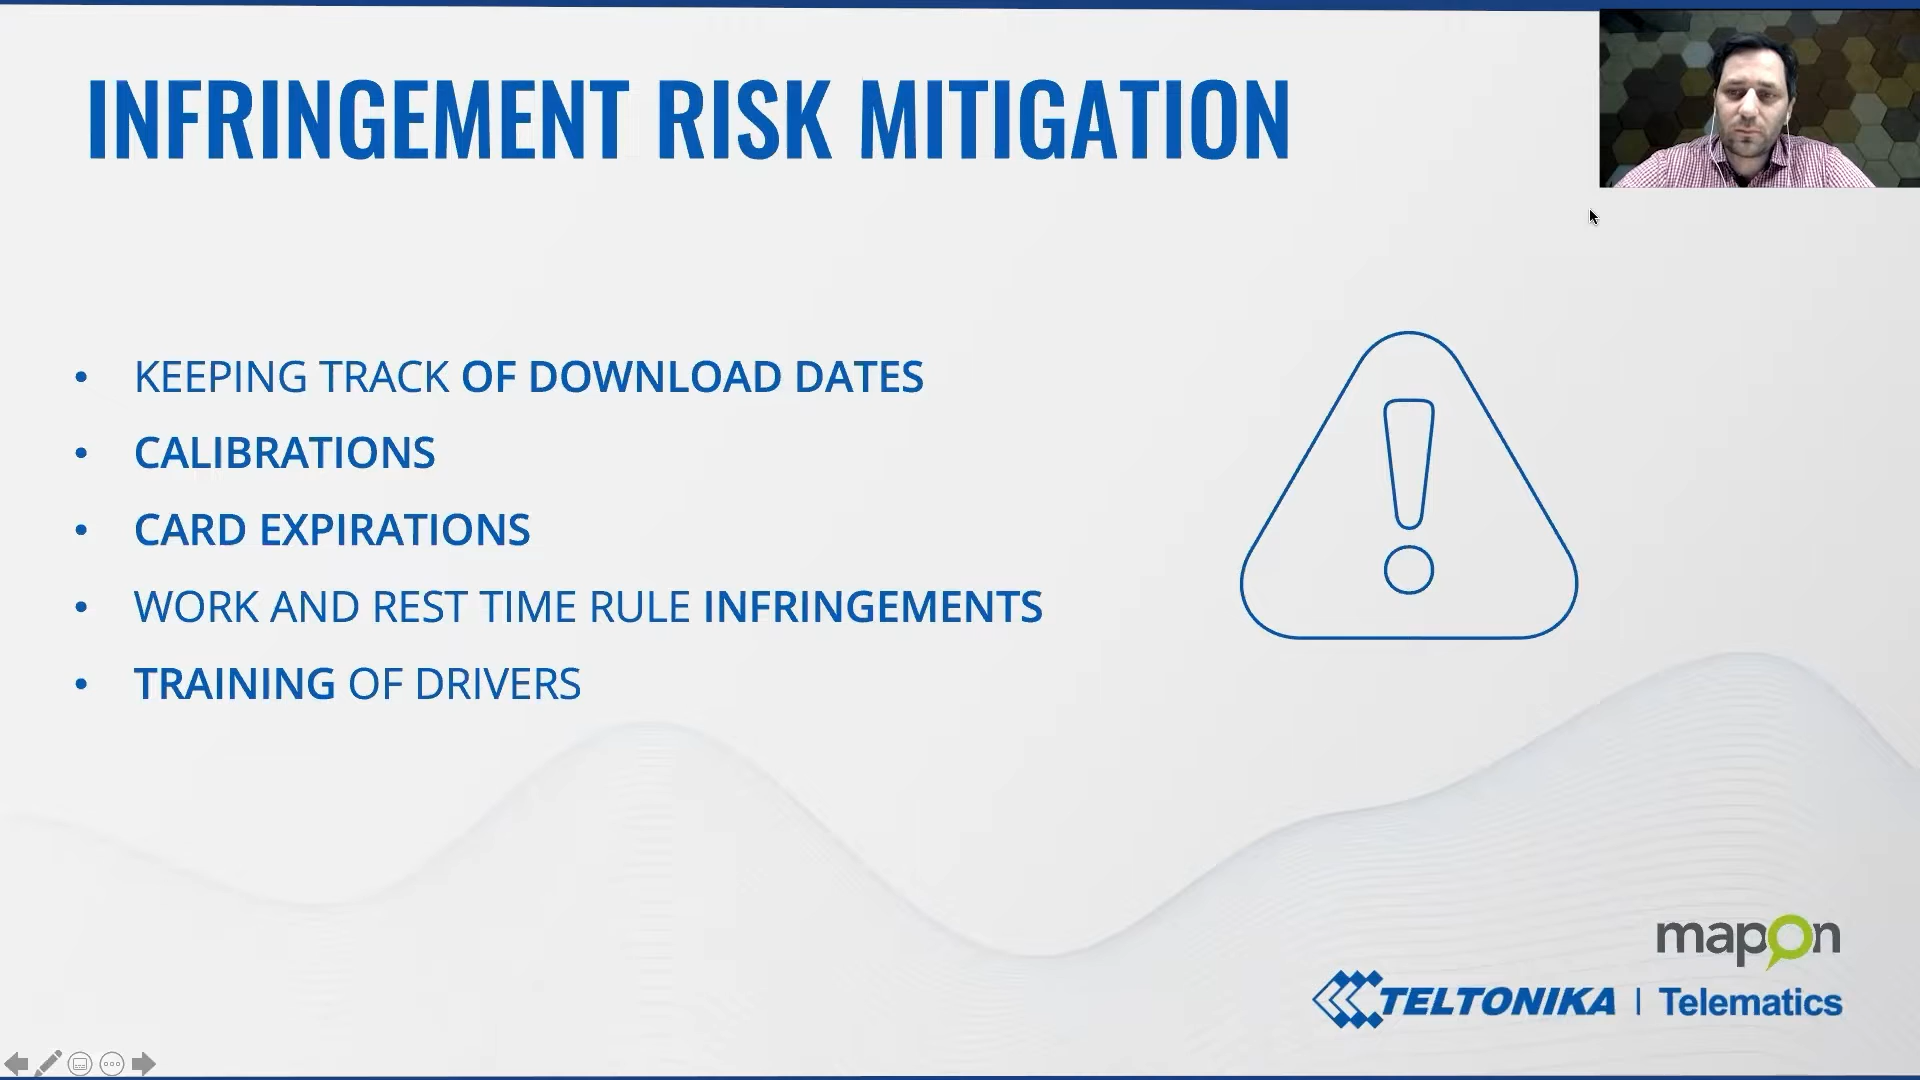 INFRINGEMENT RISK MITIGATION
• KEEPING TRACK OF DOWNLOAD DATES
• CALIBRATIONS
• CARD EXPIRATIONS
• WORK AND REST TIME RULE INFRINGEMENTS
• TRAINING OF DRIVERS
mapon
TELTONIKA | Telematics